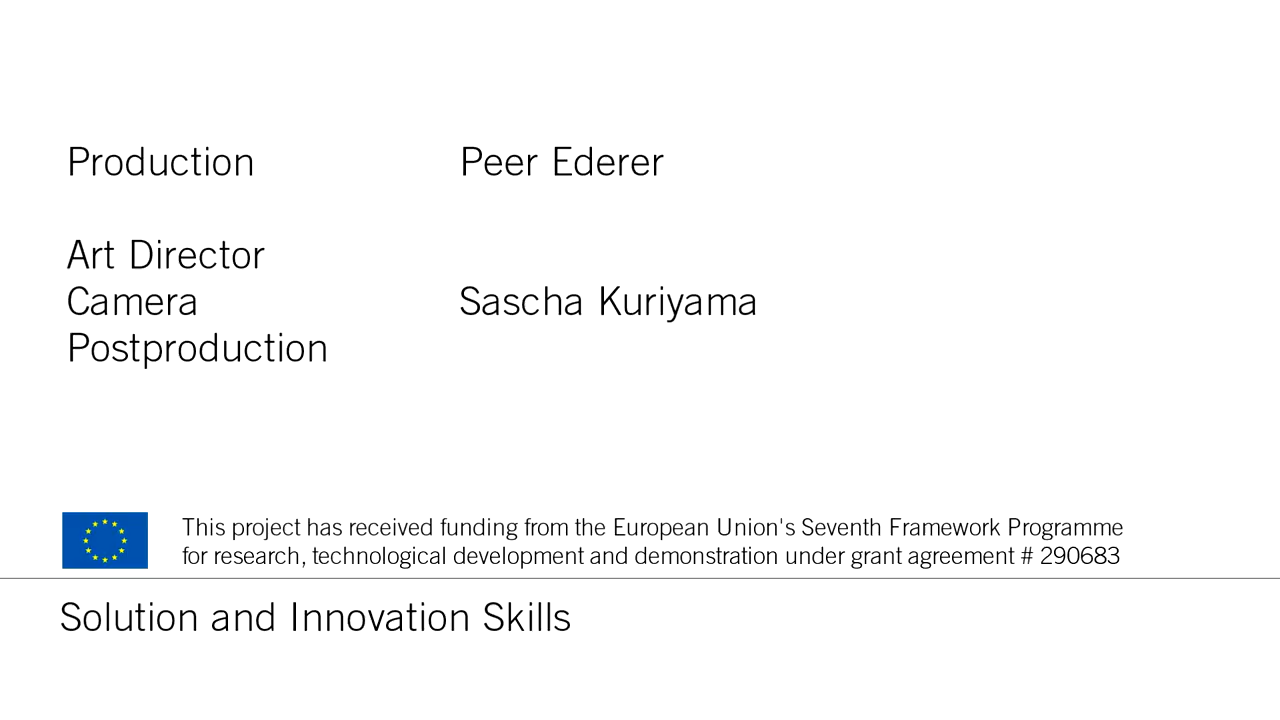 Production Peer Ederer
Art Director
Camera Sascha Kuriyama
Postproduction
This project has received funding from the European Union's Seventh Framework Programme
for research, technological development and demonstration under grant agreement # 290683
Solution and Innovation Skills